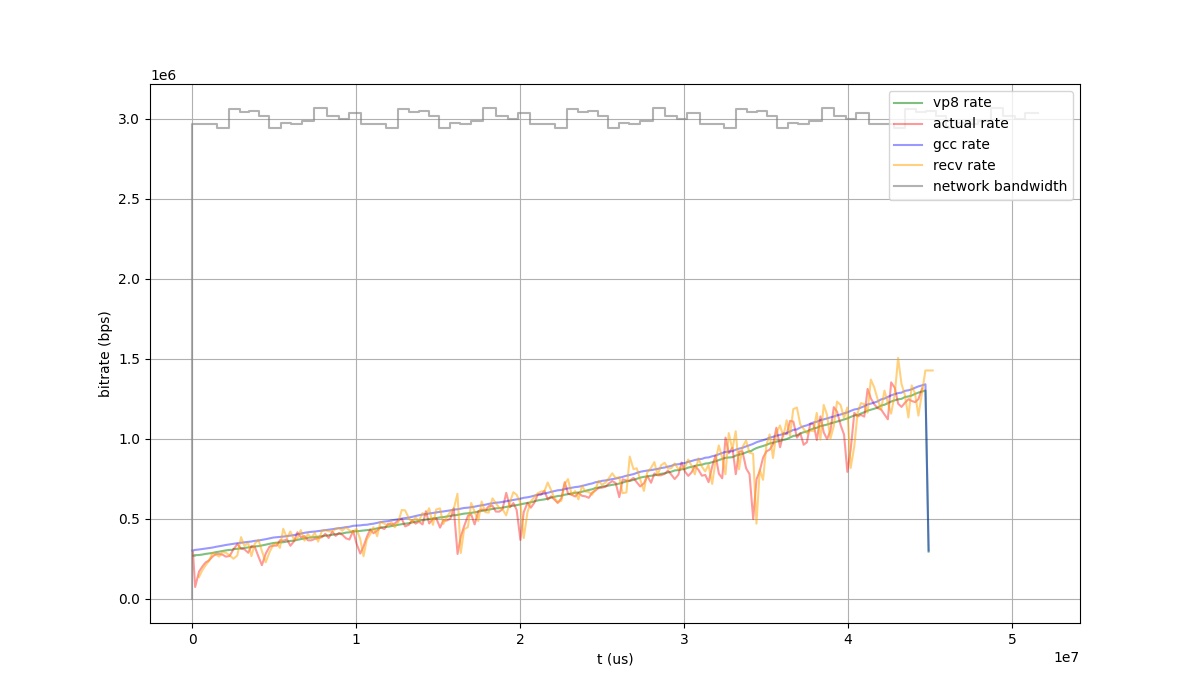 1e6
3.0
2.5
2.0
1.5
1.0
0.5
0.0
bitrate (bps)
vp8 rate
actual rate
gcc rate
recv rate
network bandwidth
0 1 2 3 4 5
t (us)
1e7